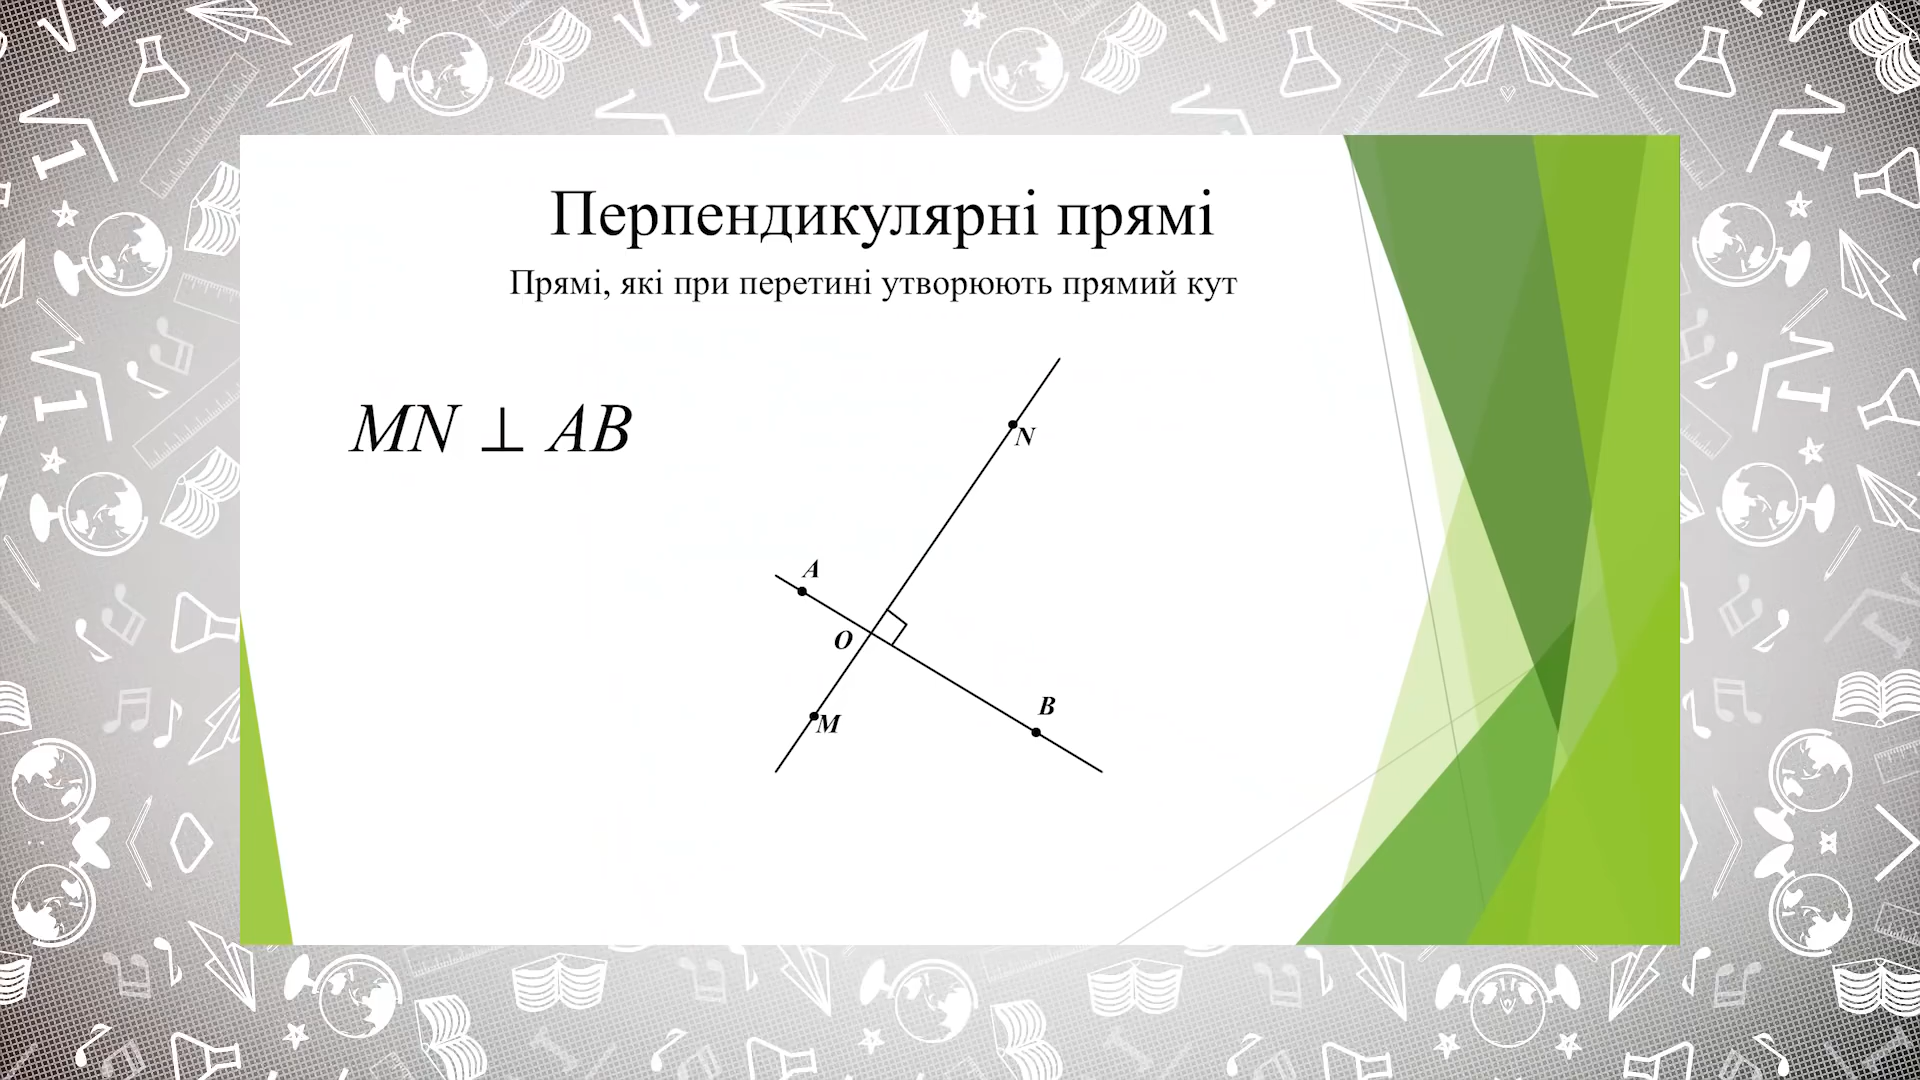 Перпендикулярні прямі
Прямі, які при перетині утворюють прямий кут
MN ⊥ AB
N
A
O
B
M